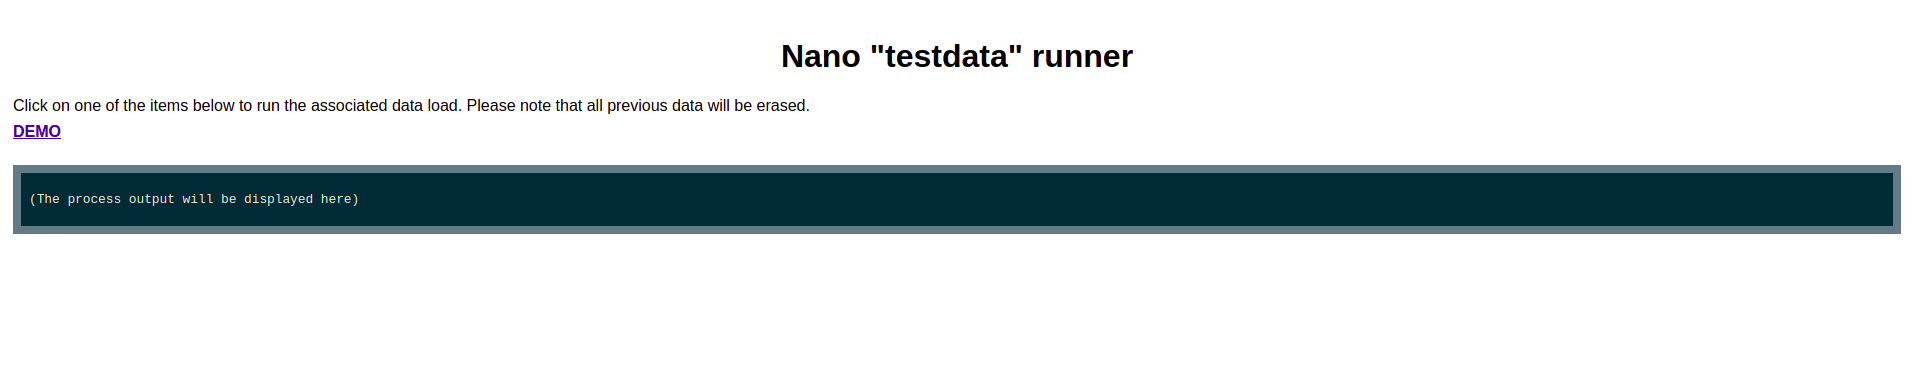 Nano "testdata" runner
Click on one of the items below to run the associated data load. Please note that all previous data will be erased.
DEMO
(The process output will be displayed here)